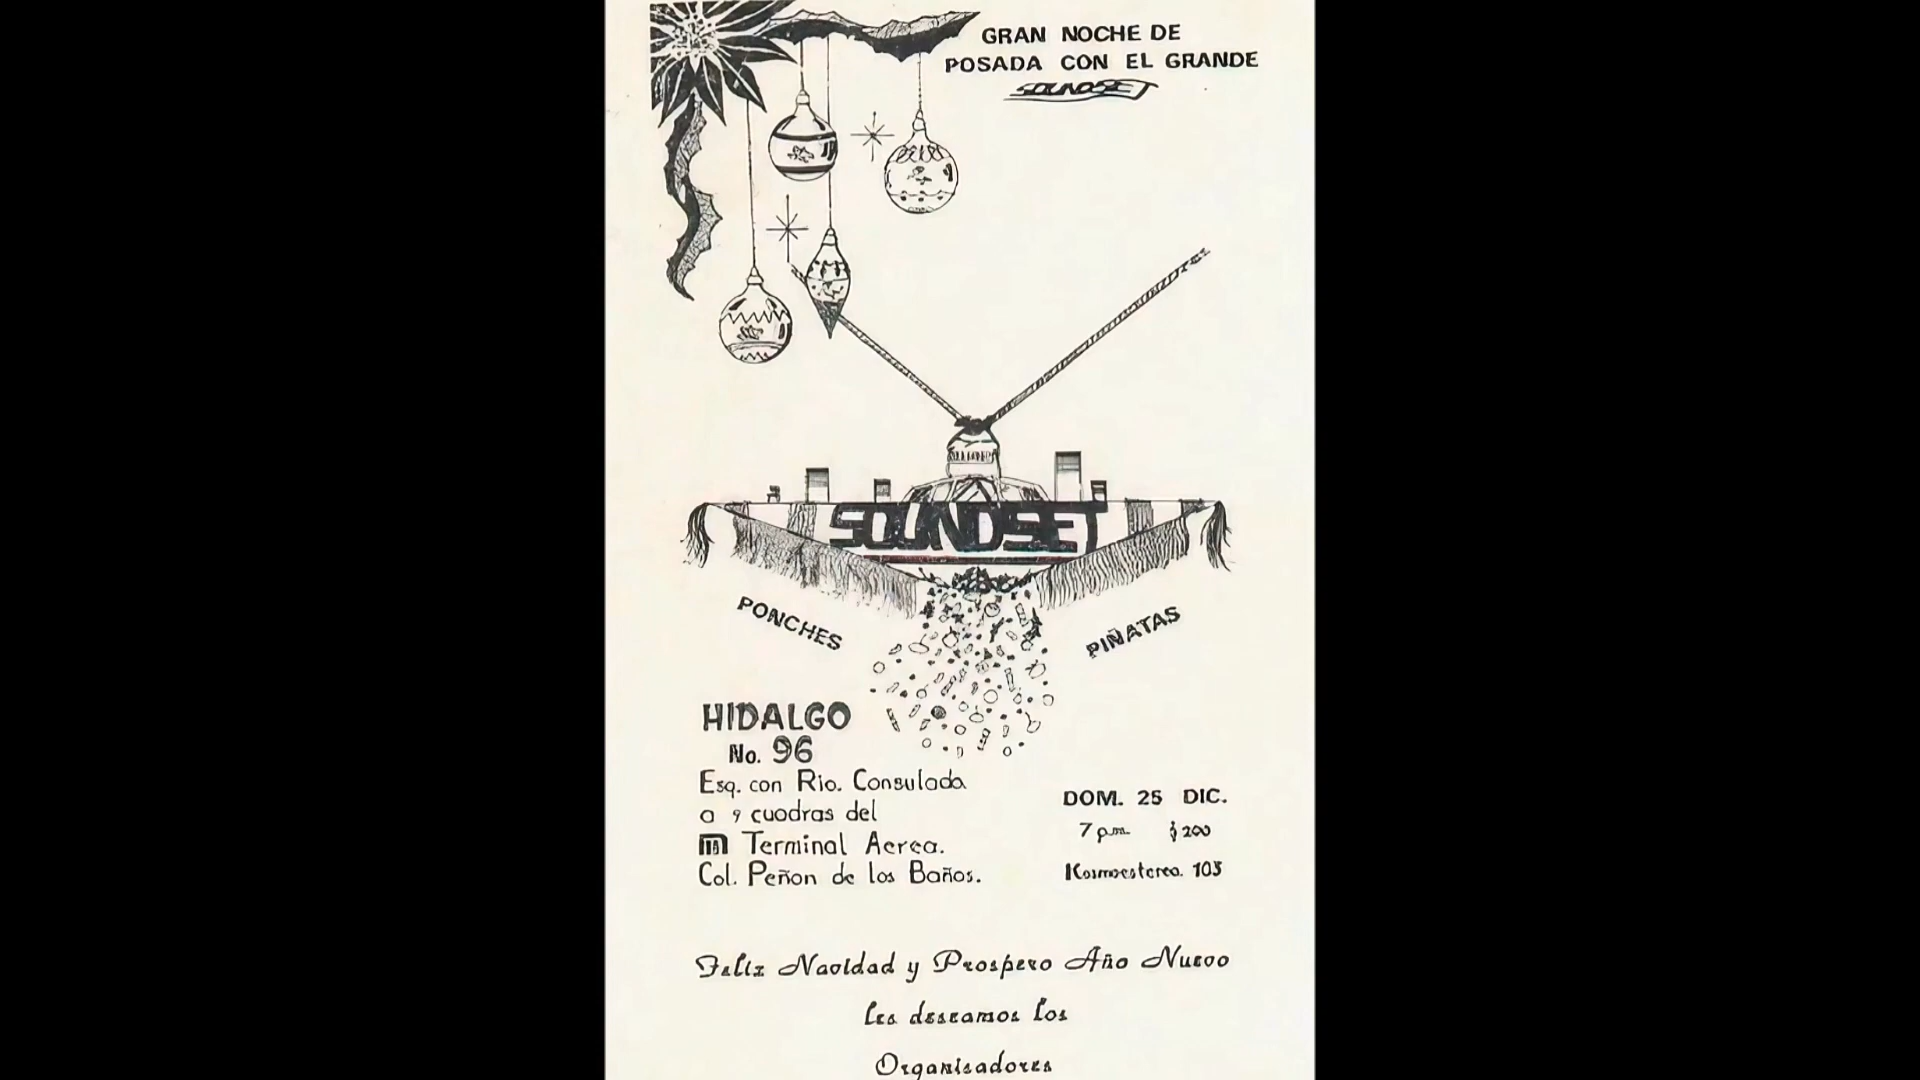 GRAN NOCHE DE
POSADA CON EL GRANDE
SOUNDSET
SOUNDSET
PONCHES
PIÑATAS
HIDALGO
No. 96
Esq. con Rio. Consulada
a 9 cuadras del
Terminal Aerea.
Col. Peñon de los Baños.
DOM. 25 DIC.
7 p.m. $200
Kosmoestereo. 103
Feliz Navidad y Prospero Año Nuevo
Les deseamos los
Organisadores